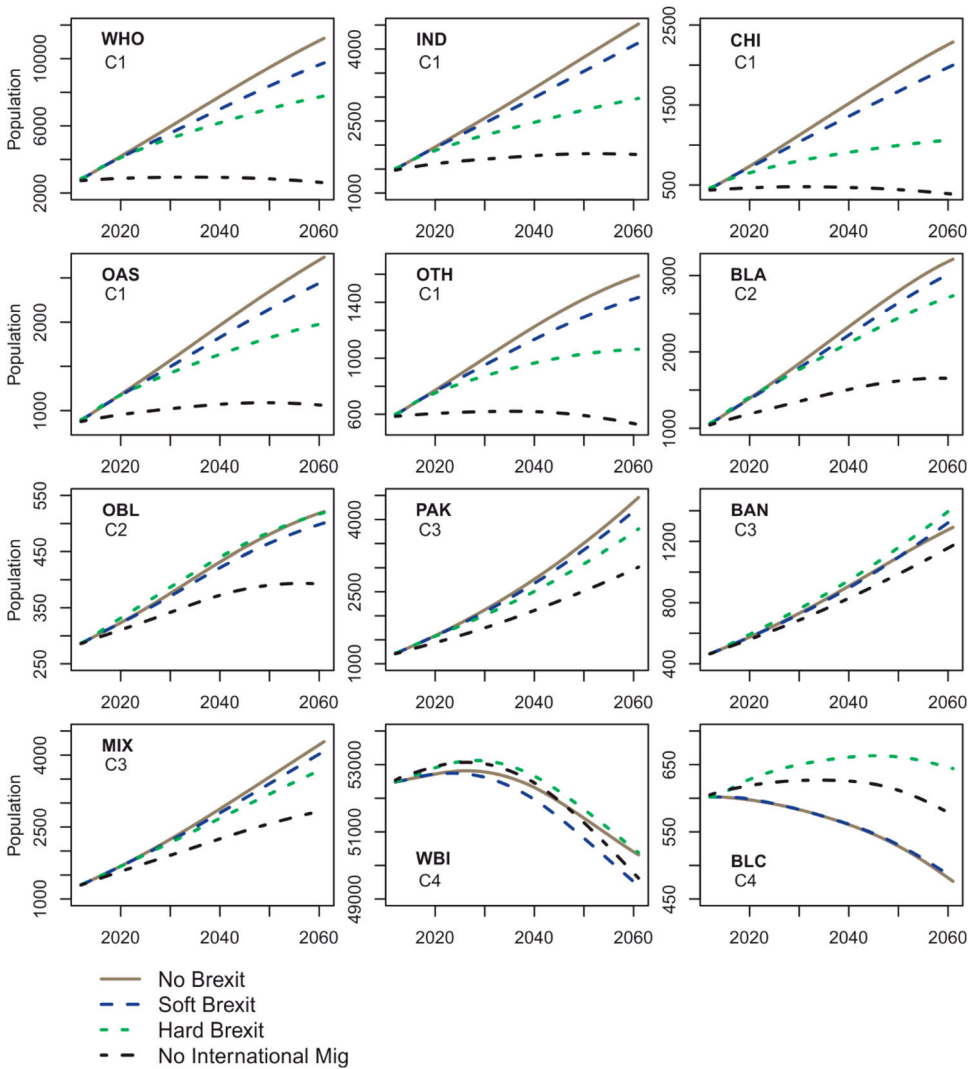 WHO
C1
Population
2000
6000
10000
2020
2040
2060
IND
C1
1000
2500
4000
2020
2040
2060
CHI
C1
500
1500
2500
2020
2040
2060
OAS
C1
Population
1000
2000
2020
2040
2060
OTH
C1
600
1000
1400
2020
2040
2060
BLA
C2
1000
2000
3000
2020
2040
2060
OBL
C2
Population
250
350
450
550
2020
2040
2060
PAK
C3
1000
2500
4000
2020
2040
2060
BAN
C3
400
800
1200
2020
2040
2060
MIX
C3
Population
1000
2500
4000
2020
2040
2060
WBI
C4
49000
51000
53000
2020
2040
2060
BLC
C4
450
550
650
2020
2040
2060
No Brexit
Soft Brexit
Hard Brexit
No International Mig